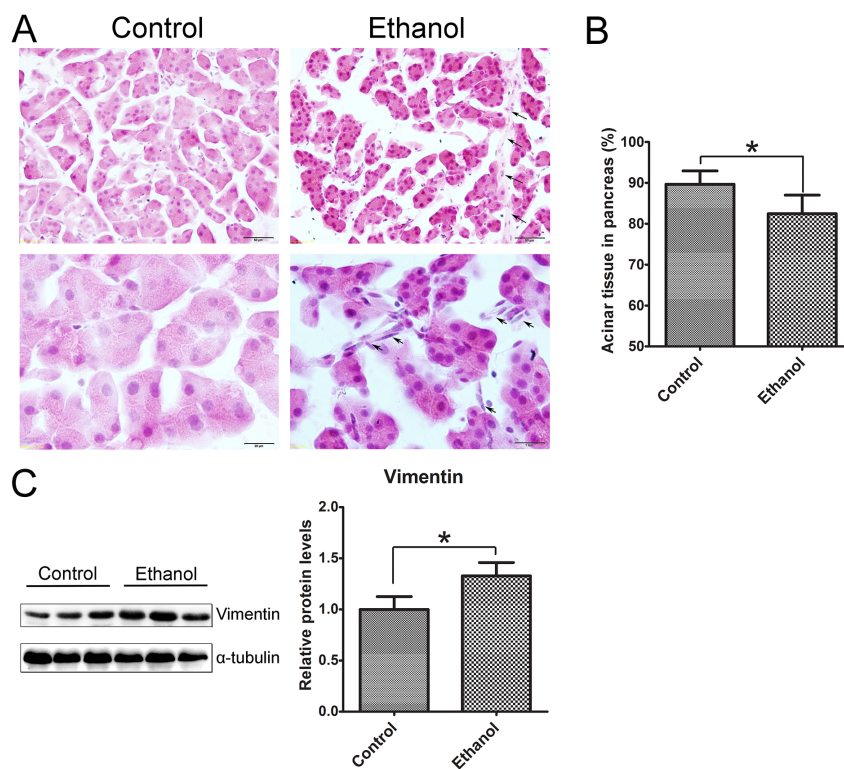 A
Control
Ethanol
B
Acinar tissue in pancreas (%)
100
90
80
70
60
50
*
Control
Ethanol
C
Control
Ethanol
Vimentin
α-tubulin
Vimentin
Relative protein levels
2.0
1.5
1.0
0.5
0.0
*
Control
Ethanol